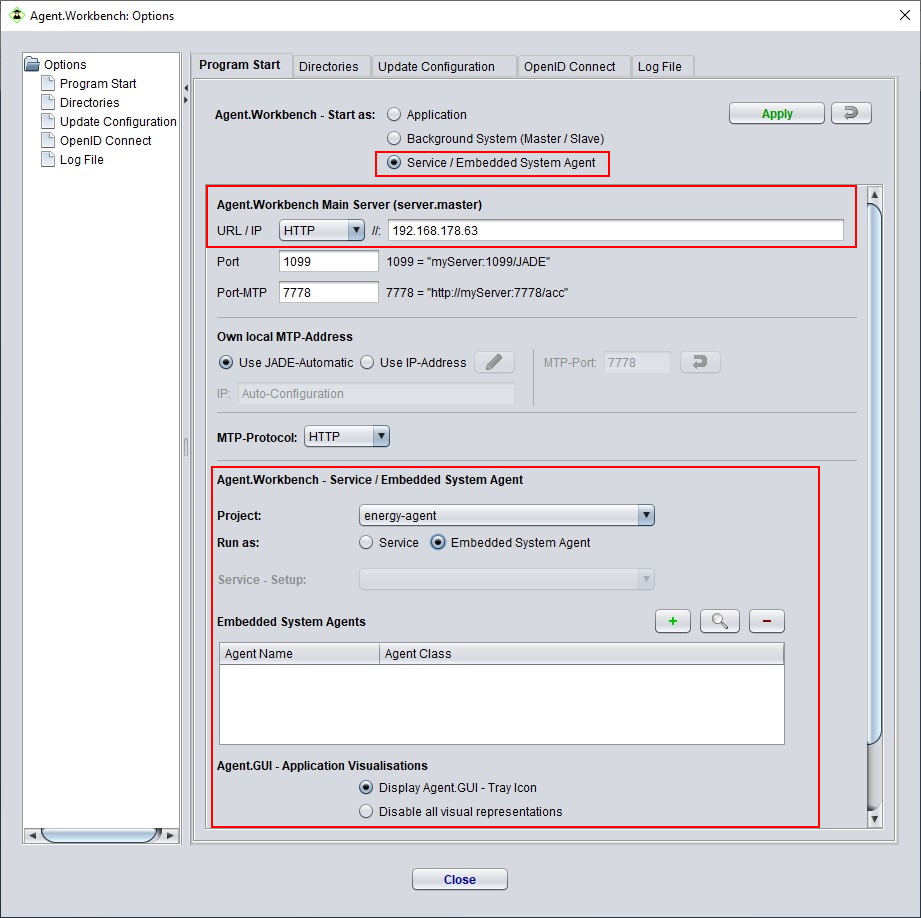 Agent.Workbench: Options
Options
Program Start
Directories
Update Configuration
OpenID Connect
Log File
Program Start Directories Update Configuration OpenID Connect Log File
Agent.Workbench - Start as: Application Apply
Background System (Master / Slave)
Service / Embedded System Agent
Agent.Workbench Main Server (server.master)
URL / IP HTTP //: 192.168.178.63
Port 1099 1099 = "myServer:1099/JADE"
Port-MTP 7778 7778 = "http://myServer:7778/acc"
Own local MTP-Address
Use JADE-Automatic Use IP-Address MTP-Port: 7778
IP: Auto-Configuration
MTP-Protocol: HTTP
Agent.Workbench - Service / Embedded System Agent
Project: energy-agent
Run as: Service Embedded System Agent
Service - Setup:
Embedded System Agents
Agent Name Agent Class
Agent.GUI - Application Visualisations
Display Agent.GUI - Tray Icon
Disable all visual representations
Close